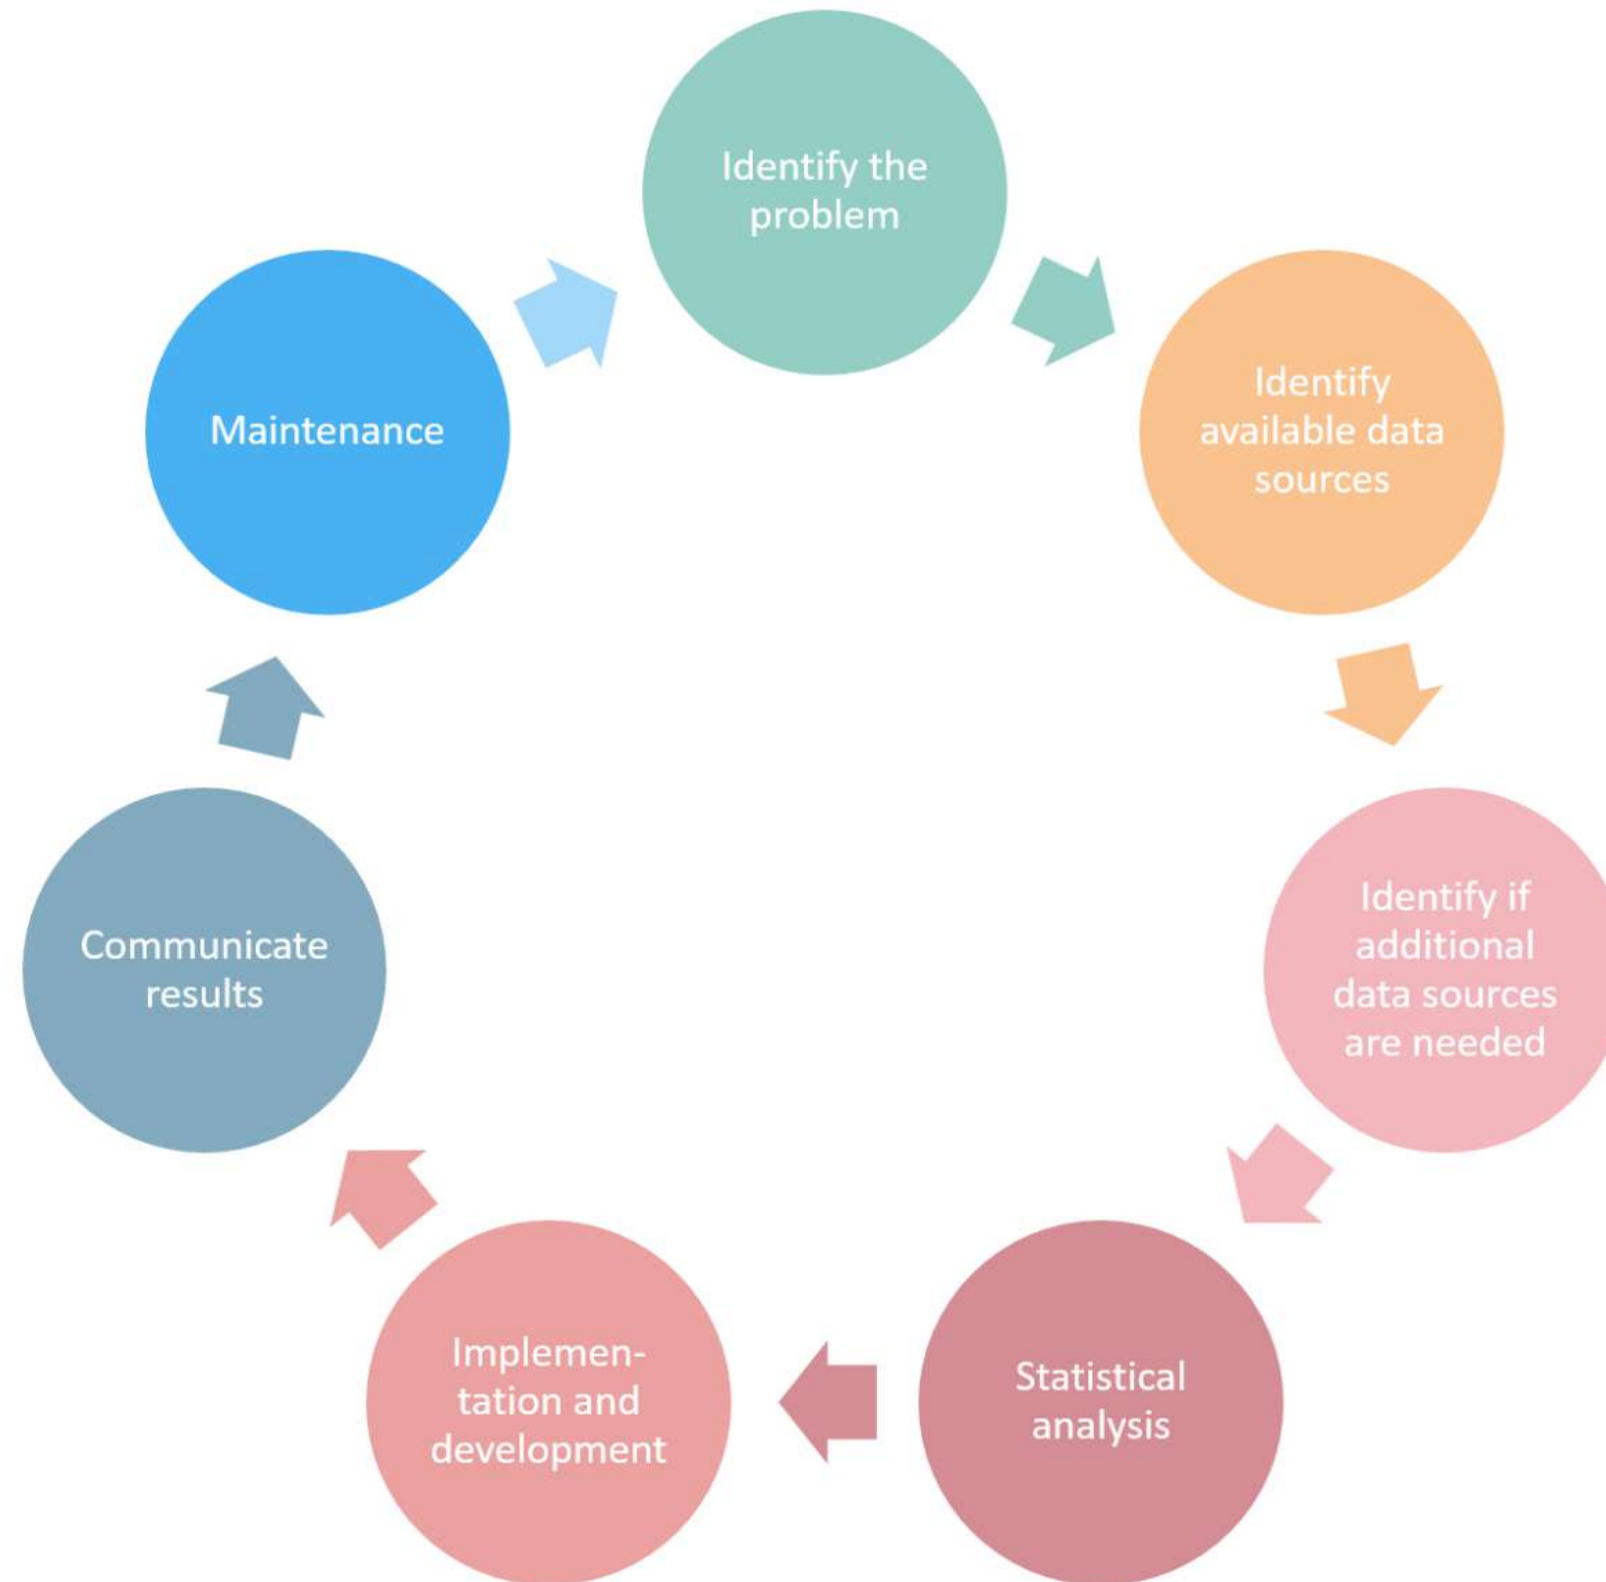 Identify the
problem
Identify
available data
sources
Identify if
additional
data sources
are needed
Statistical
analysis
Implemen-
tation and
development
Communicate
results
Maintenance